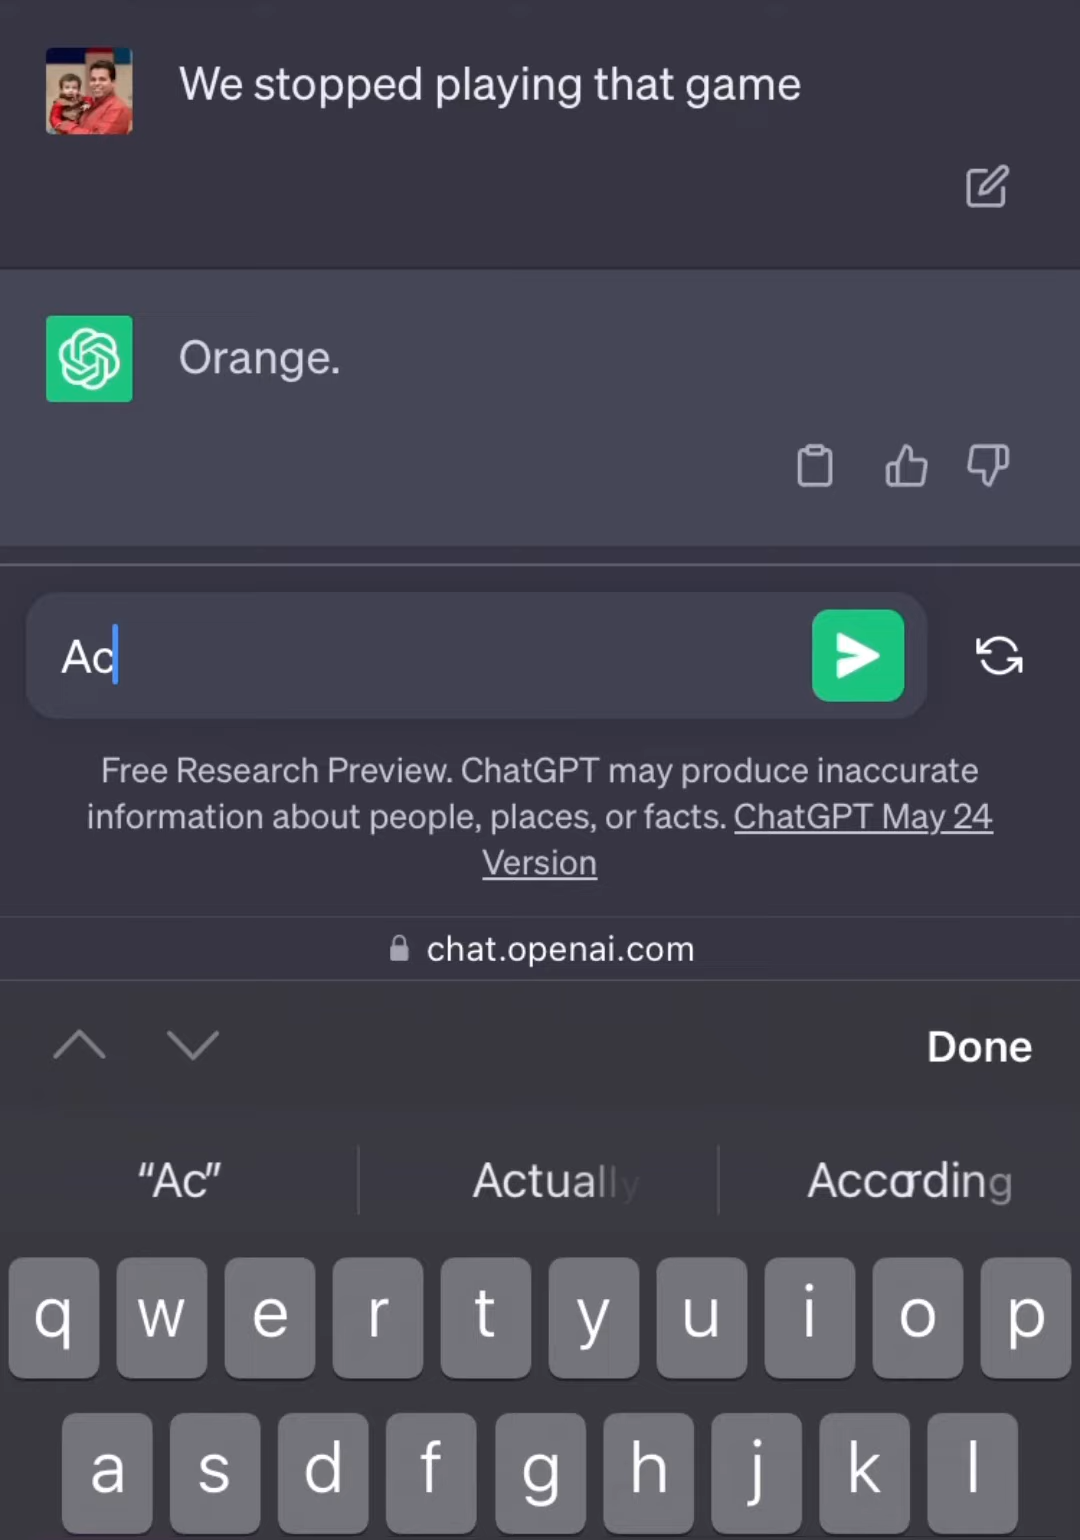 We stopped playing that game
Orange.
Ac
Free Research Preview. ChatGPT may produce inaccurate
information about people, places, or facts. ChatGPT May 24
Version
chat.openai.com
Done
“Ac” Actually According
q w e r t y u i o p
a s d f g h j k l